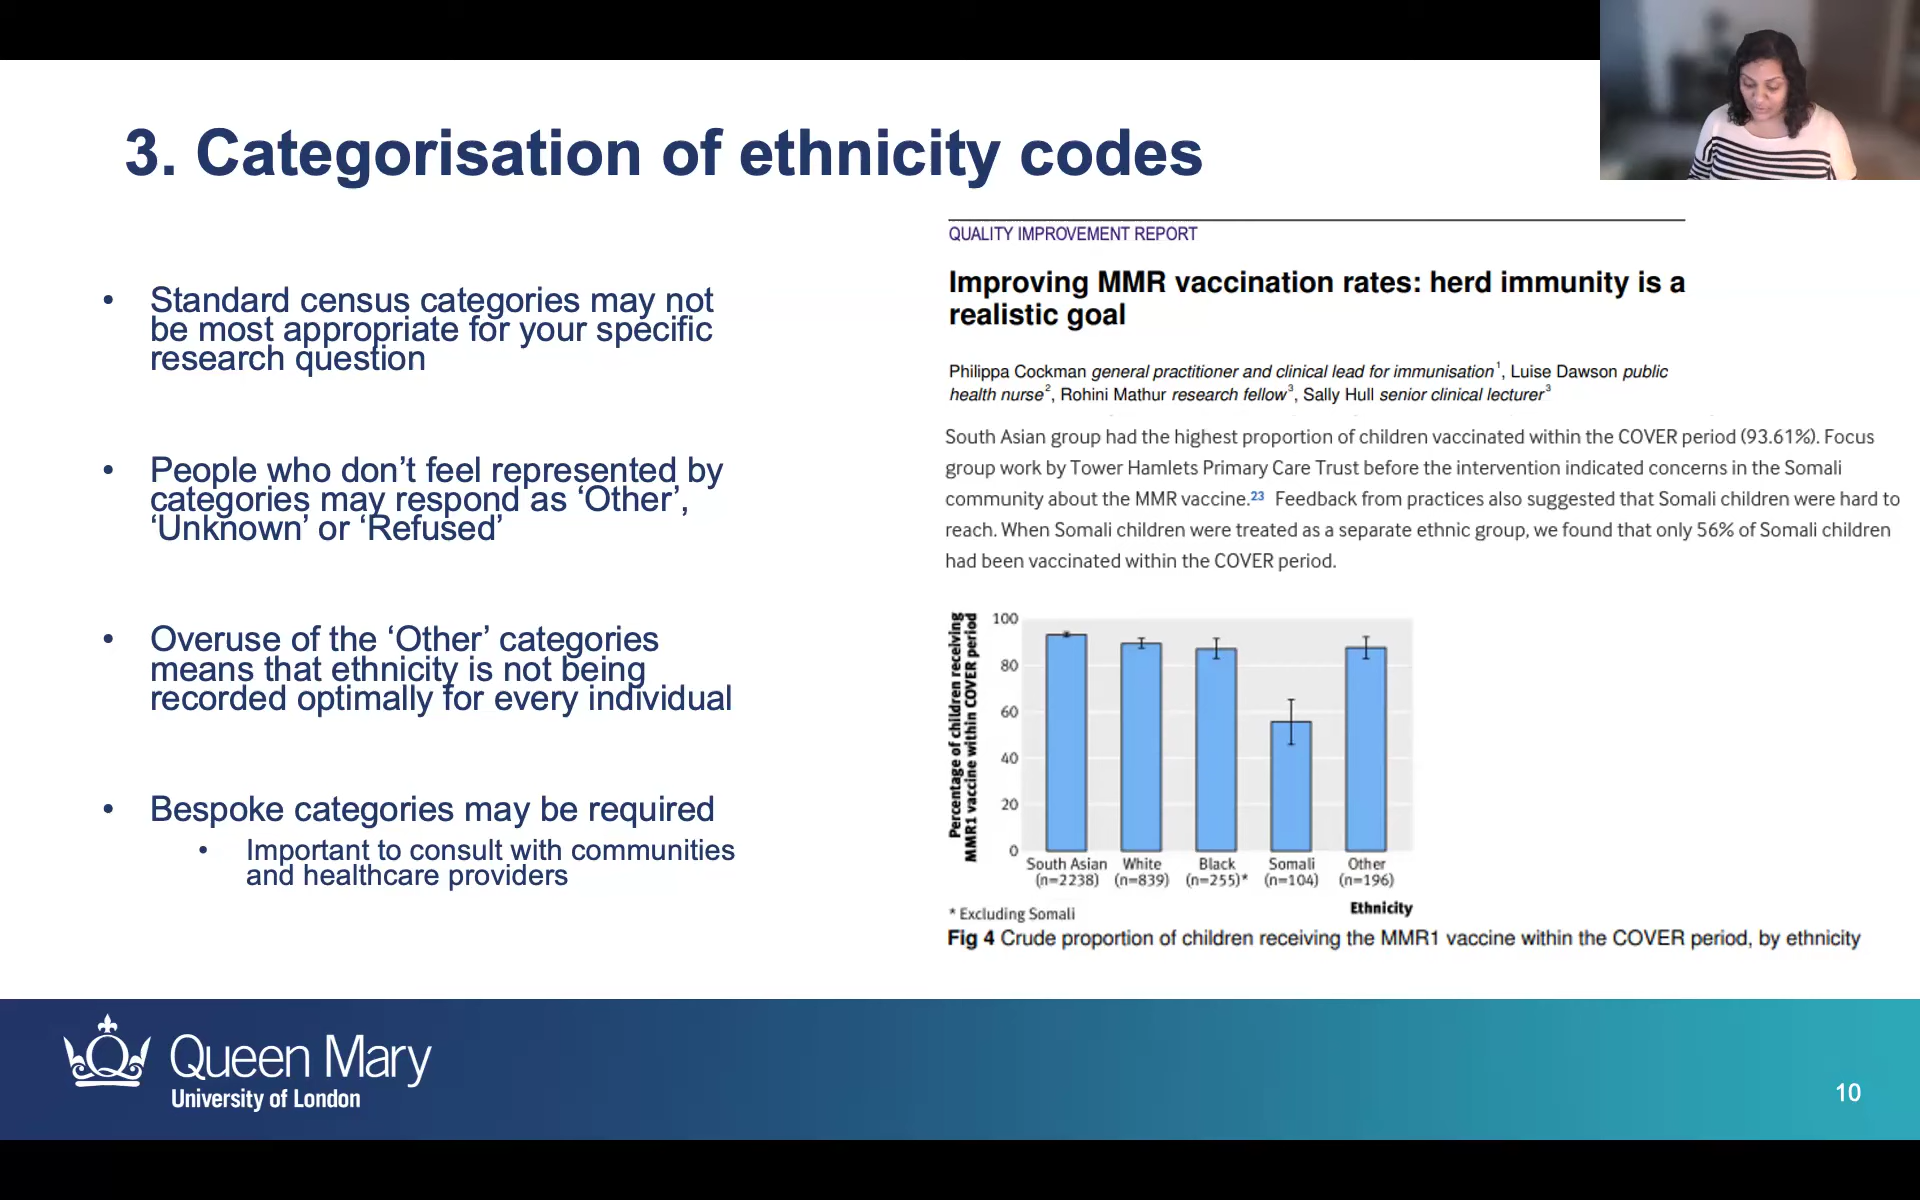 3. Categorisation of ethnicity codes
• Standard census categories may not
be most appropriate for your specific
research question
• People who don’t feel represented by
categories may respond as ‘Other’,
‘Unknown’ or ‘Refused’
• Overuse of the ‘Other’ categories
means that ethnicity is not being
recorded optimally for every individual
• Bespoke categories may be required
• Important to consult with communities
and healthcare providers
QUALITY IMPROVEMENT REPORT
Improving MMR vaccination rates: herd immunity is a
realistic goal
Philippa Cockman general practitioner and clinical lead for immunisation1, Luise Dawson public
health nurse2, Rohini Mathur research fellow3, Sally Hull senior clinical lecturer3
South Asian group had the highest proportion of children vaccinated within the COVER period (93.61%). Focus
group work by Tower Hamlets Primary Care Trust before the intervention indicated concerns in the Somali
community about the MMR vaccine.23 Feedback from practices also suggested that Somali children were hard to
reach. When Somali children were treated as a separate ethnic group, we found that only 56% of Somali children
had been vaccinated within the COVER period.
Percentage of children receiving
MMR1 vaccine within COVER period
100
80
60
40
20
0
South Asian White Black Somali Other
(n=2238) (n=839) (n=255)* (n=104) (n=196)
Ethnicity
* Excluding Somali
Fig 4 Crude proportion of children receiving the MMR1 vaccine within the COVER period, by ethnicity
Queen Mary
University of London
10